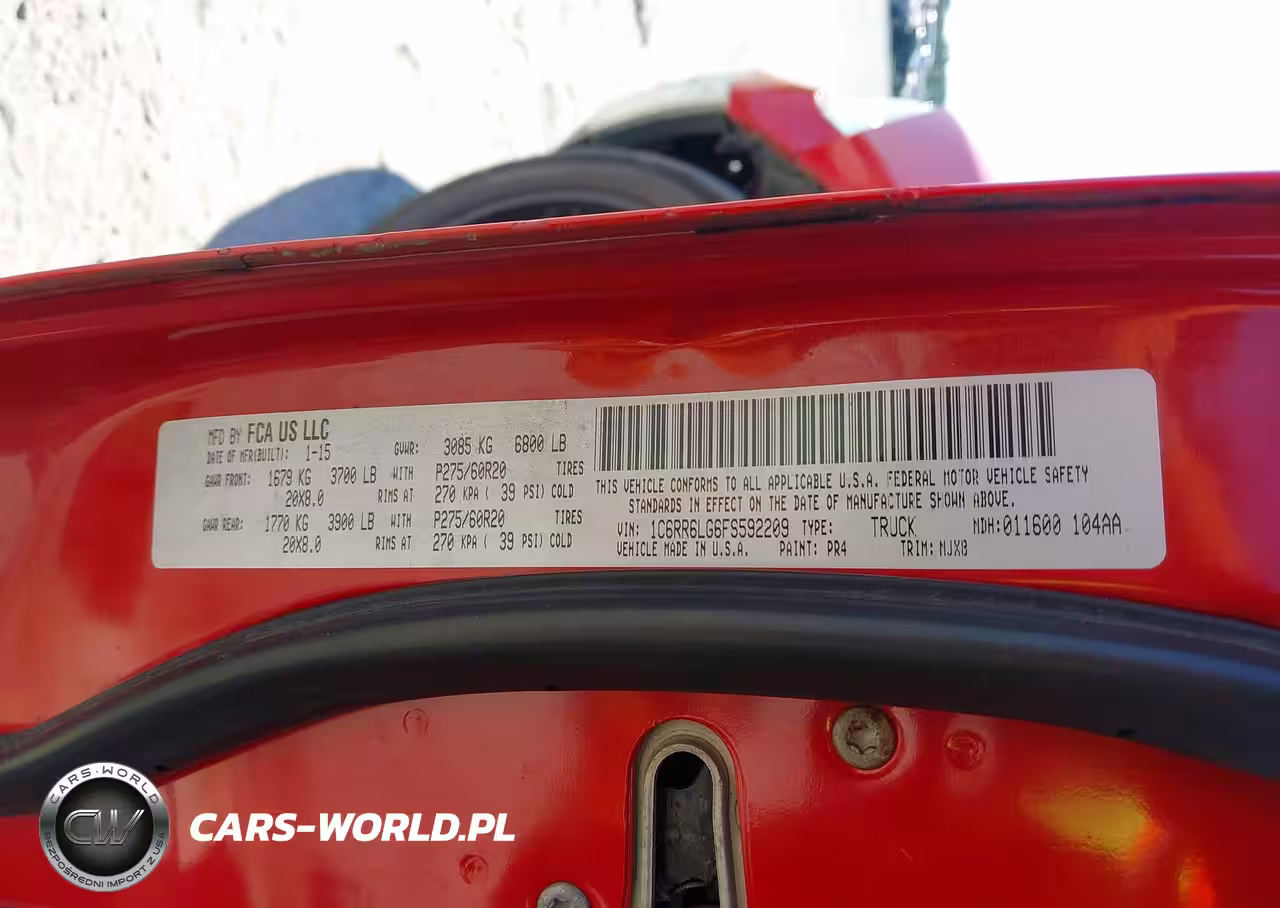 MFD BY FCA US LLC
DATE OF MFR(BUILT): 1-15 GVWR: 3085 KG 6800 LB
GAWR FRONT: 1679 KG 3700 LB WITH P275/60R20 TIRES
20X8.0 RIMS AT 270 KPA ( 39 PSI) COLD
GAWR REAR: 1770 KG 3900 LB WITH P275/60R20 TIRES
20X8.0 RIMS AT 270 KPA ( 39 PSI) COLD
THIS VEHICLE CONFORMS TO ALL APPLICABLE U.S.A. FEDERAL MOTOR VEHICLE SAFETY
STANDARDS IN EFFECT ON THE DATE OF MANUFACTURE SHOWN ABOVE.
VIN: 1C6RR6LG6FS592209 TYPE: TRUCK MDH:011600 104AA
VEHICLE MADE IN U.S.A. PAINT: PR4 TRIM: MJX8
CARS-WORLD
CW
BEZPOŚREDNI IMPORT Z USA
CARS-WORLD.PL